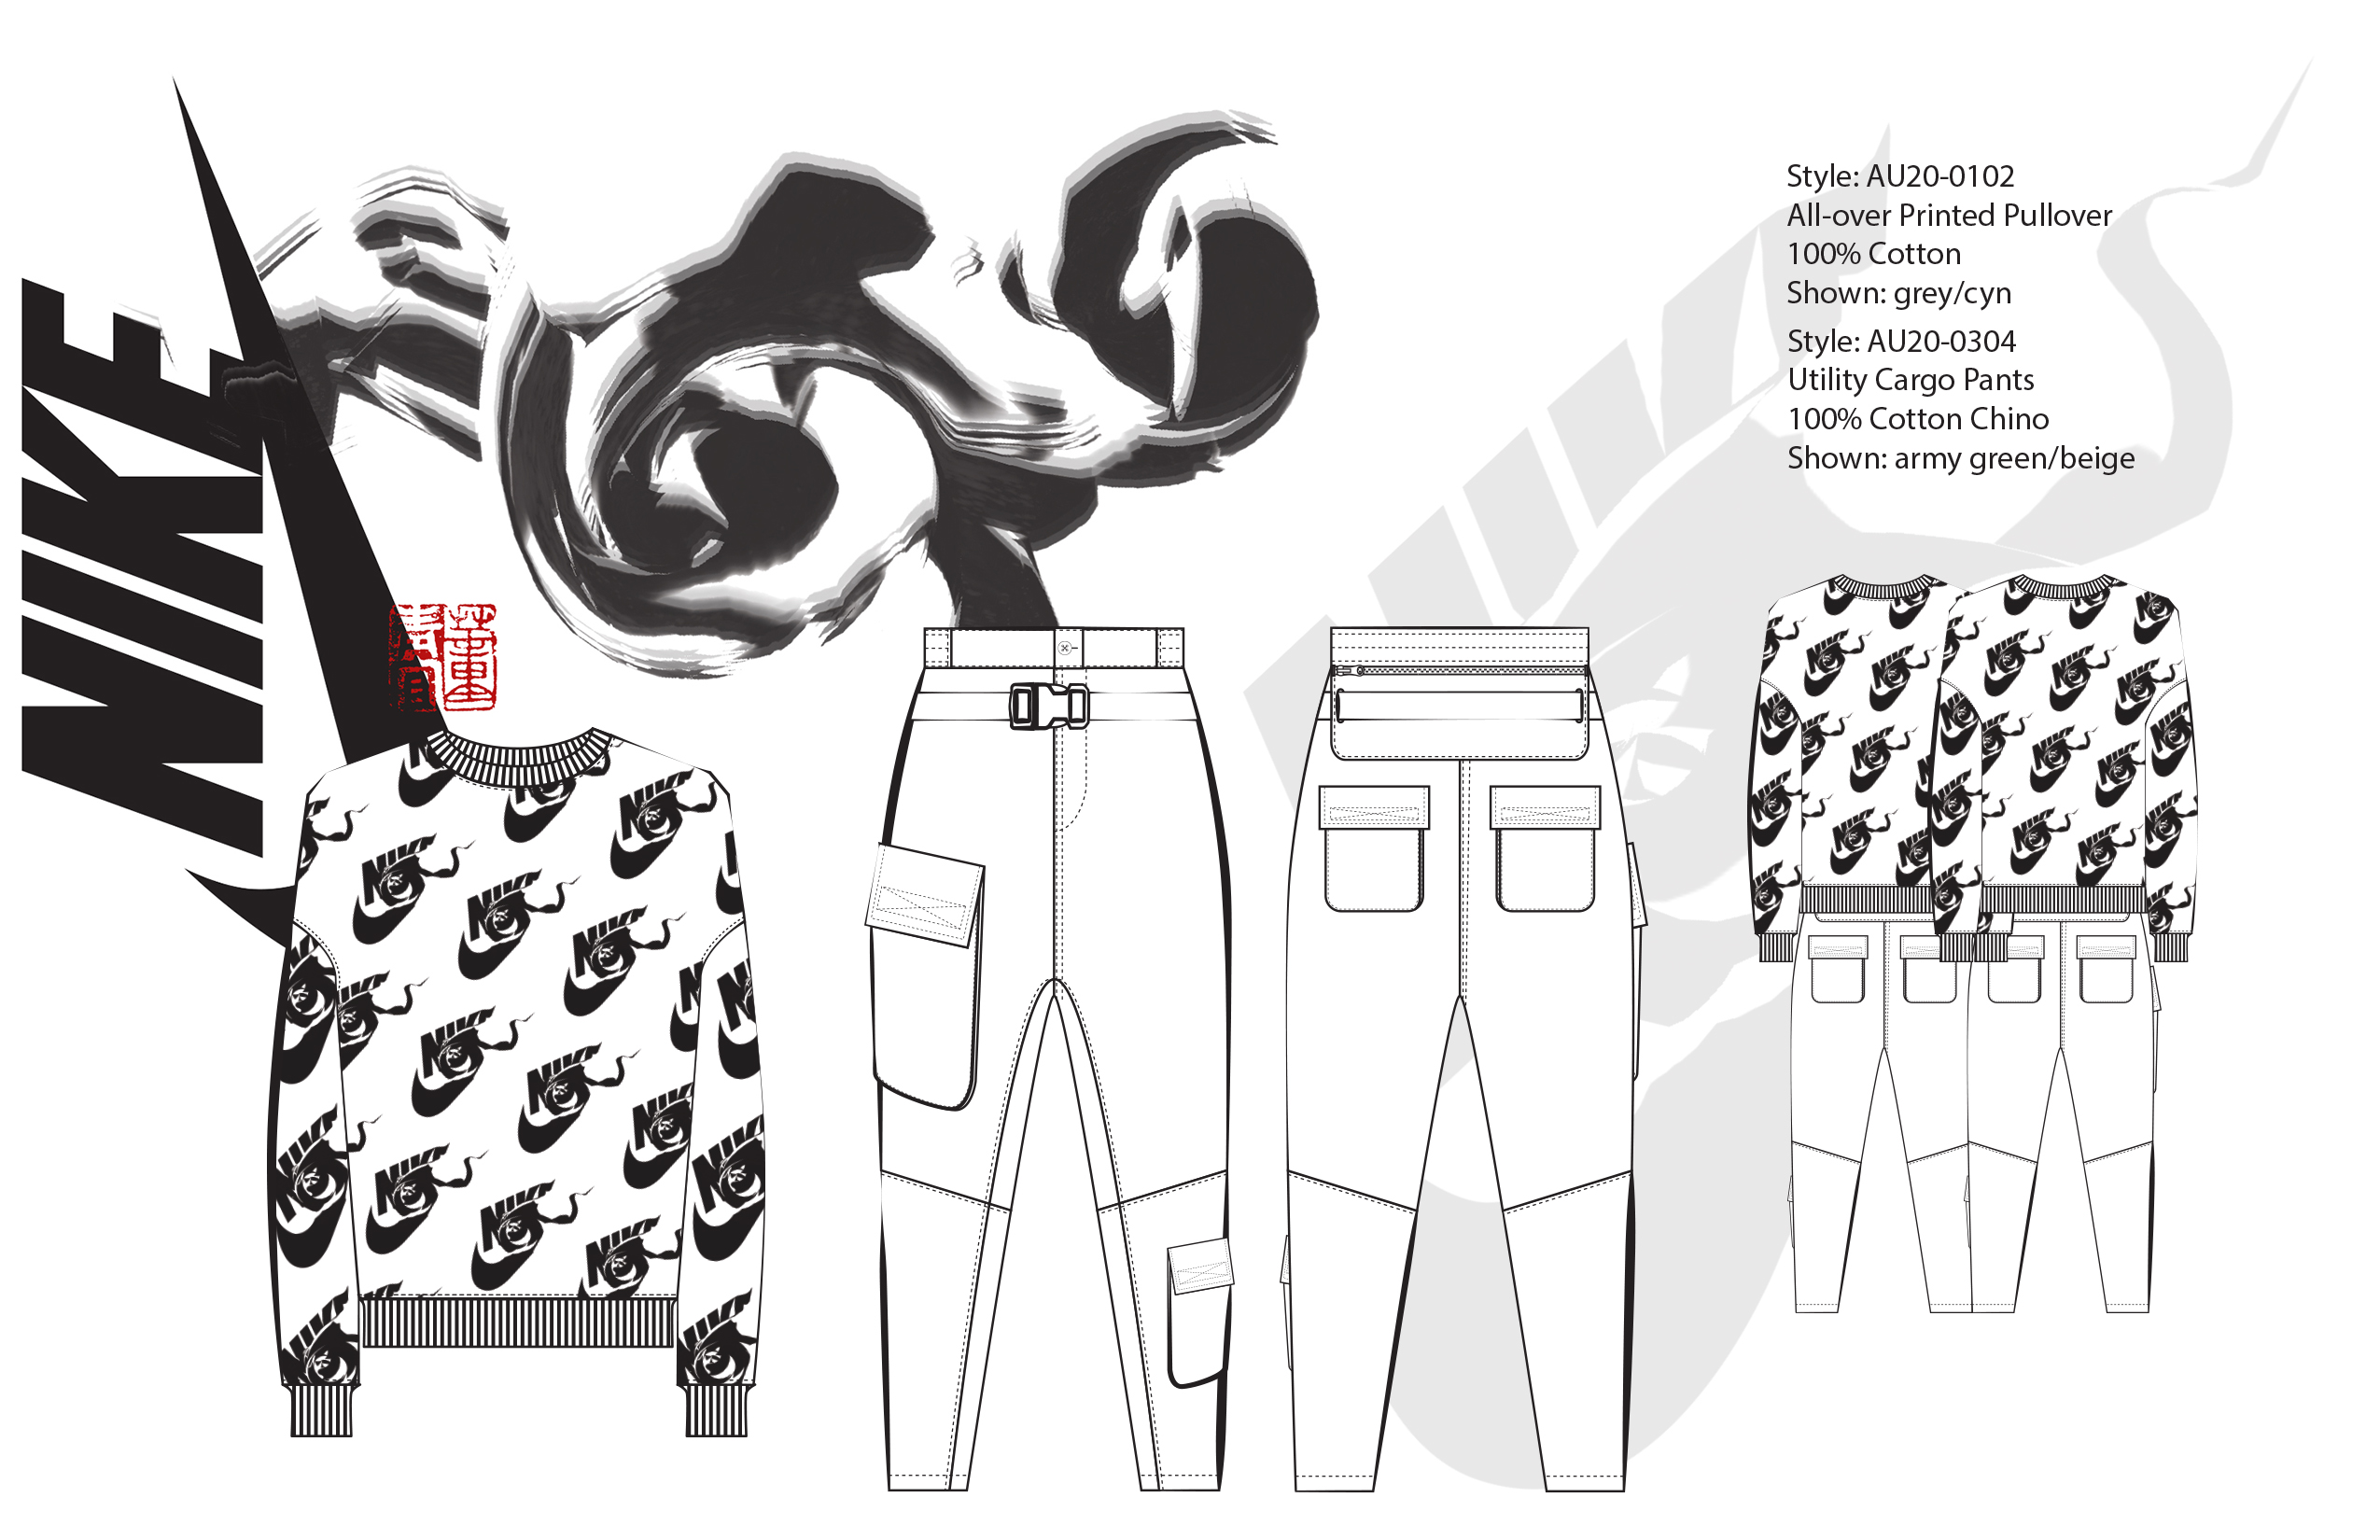 NIKE
Style: AU20-0102
All-over Printed Pullover
100% Cotton
Shown: grey/cyn
Style: AU20-0304
Utility Cargo Pants
100% Cotton Chino
Shown: army green/beige